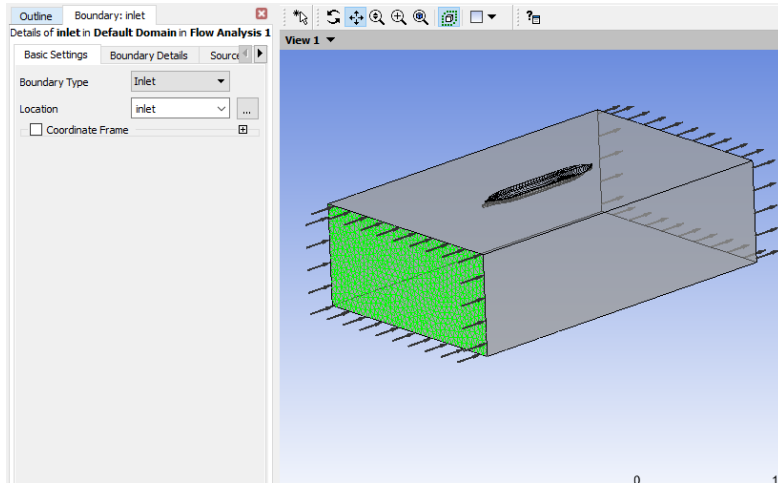 Outline
Boundary: inlet
Details of inlet in Default Domain in Flow Analysis 1
Basic Settings
Boundary Details
Boundary Type
Inlet
Location
inlet
...
Coordinate Frame
View 1
0
1